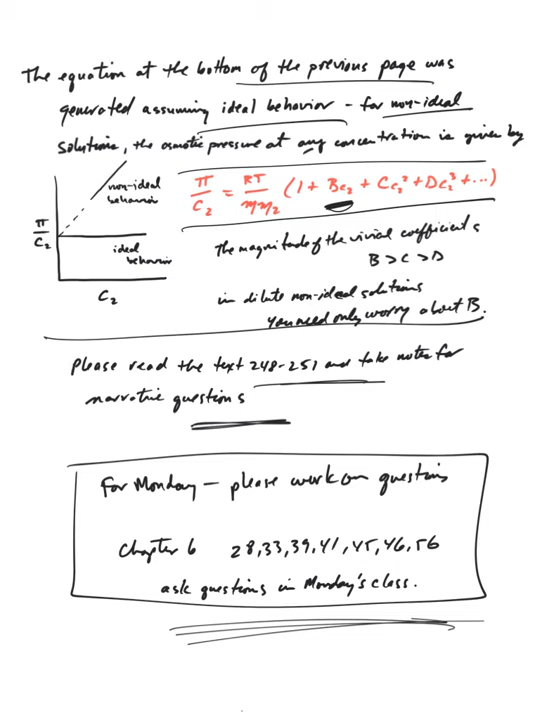 The equation at the bottom of the previous page was
generated assuming ideal behavior - for non-ideal
solutions, the osmotic pressure at any concentration is given by
non-ideal
behavior
π/C₂ = RT/M₂ (1 + Bc₂ + Cc₂² + Dc₂³ + ...)
π/C₂
ideal
behavior
C₂
The magnitude of the virial coefficients
B > C > D
in dilute non-ideal solutions
you need only worry about B.
Please read the text 248-251 and take notes for
narrative questions
For Monday - please work on questions
Chapter 6 28, 33, 39, 41, 45, 46, 56
ask questions in Monday's class.